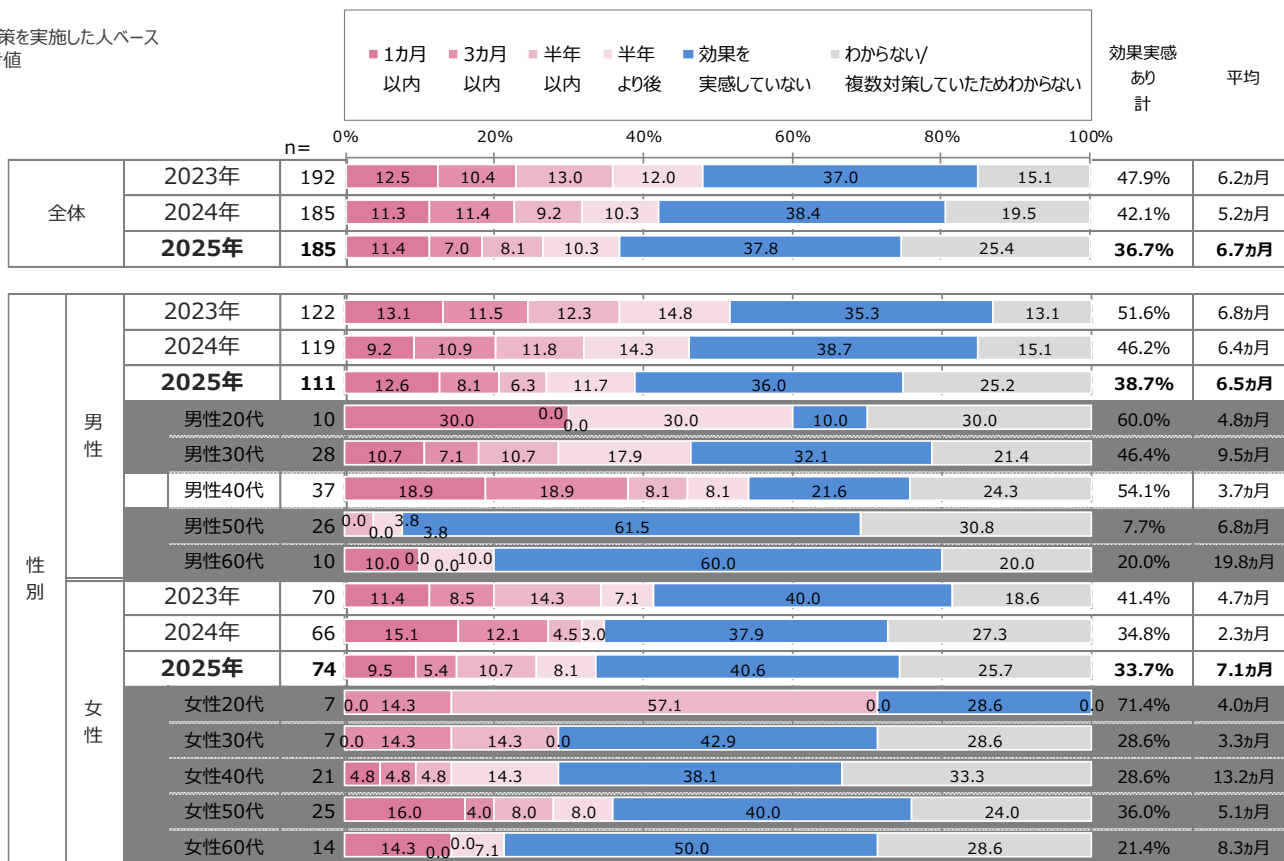 策を実施した人ベース
値
1カ月以内 3カ月以内 半年以内 半年より後 効果を実感していない わからない/複数対策していたためわからない 効果実感あり計 平均
0% 20% 40% 60% 80% 100%
n=
全体
2023年 192 12.5 10.4 13.0 12.0 37.0 15.1 47.9% 6.2ヵ月
2024年 185 11.3 11.4 9.2 10.3 38.4 19.5 42.1% 5.2ヵ月
2025年 185 11.4 7.0 8.1 10.3 37.8 25.4 36.7% 6.7ヵ月
性別
男性
2023年 122 13.1 11.5 12.3 14.8 35.3 13.1 51.6% 6.8ヵ月
2024年 119 9.2 10.9 11.8 14.3 38.7 15.1 46.2% 6.4ヵ月
2025年 111 12.6 8.1 6.3 11.7 36.0 25.2 38.7% 6.5ヵ月
男性20代 10 30.0 0.0 0.0 30.0 10.0 30.0 60.0% 4.8ヵ月
男性30代 28 10.7 7.1 10.7 17.9 32.1 21.4 46.4% 9.5ヵ月
男性40代 37 18.9 18.9 8.1 8.1 21.6 24.3 54.1% 3.7ヵ月
男性50代 26 0.0 0.0 3.8 3.8 61.5 30.8 7.7% 6.8ヵ月
男性60代 10 10.0 0.0 0.0 10.0 60.0 20.0 20.0% 19.8ヵ月
女性
2023年 70 11.4 8.5 14.3 7.1 40.0 18.6 41.4% 4.7ヵ月
2024年 66 15.1 12.1 4.5 3.0 37.9 27.3 34.8% 2.3ヵ月
2025年 74 9.5 5.4 10.7 8.1 40.6 25.7 33.7% 7.1ヵ月
女性20代 7 0.0 14.3 57.1 0.0 28.6 0.0 71.4% 4.0ヵ月
女性30代 7 0.0 14.3 14.3 0.0 42.9 28.6 28.6% 3.3ヵ月
女性40代 21 4.8 4.8 4.8 14.3 38.1 33.3 28.6% 13.2ヵ月
女性50代 25 16.0 4.0 8.0 8.0 40.0 24.0 36.0% 5.1ヵ月
女性60代 14 14.3 0.0 0.0 7.1 50.0 28.6 21.4% 8.3ヵ月